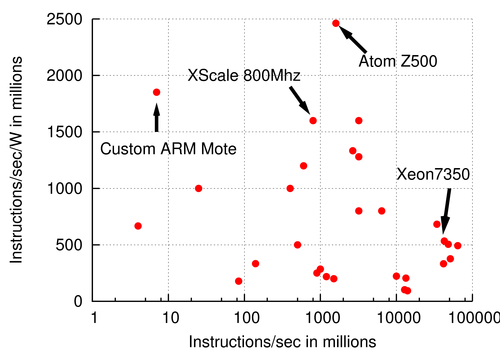 2500
2000
1500
1000
500
0
Instructions/sec/W in millions
Atom Z500
XScale 800Mhz
Custom ARM Mote
Xeon7350
1 10 100 1000 10000 100000
Instructions/sec in millions